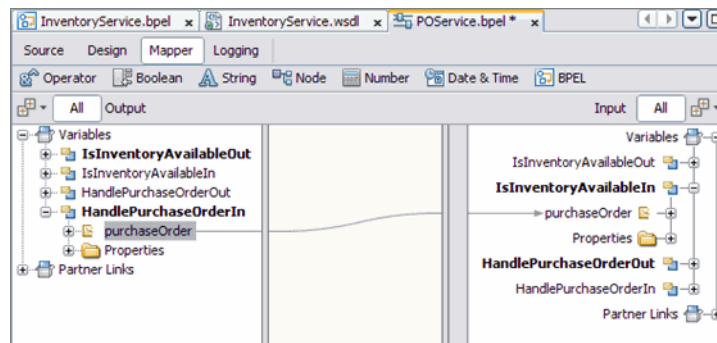 InventoryService.bpel x InventoryService.wsdl x POService.bpel * x
Source Design Mapper Logging
Operator Boolean String Node Number Date & Time BPEL
All Output Input All
Variables
IsInventoryAvailableOut
IsInventoryAvailableIn
HandlePurchaseOrderOut
HandlePurchaseOrderIn
purchaseOrder
Properties
Partner Links
Variables
IsInventoryAvailableOut
IsInventoryAvailableIn
purchaseOrder
Properties
HandlePurchaseOrderOut
HandlePurchaseOrderIn
Partner Links